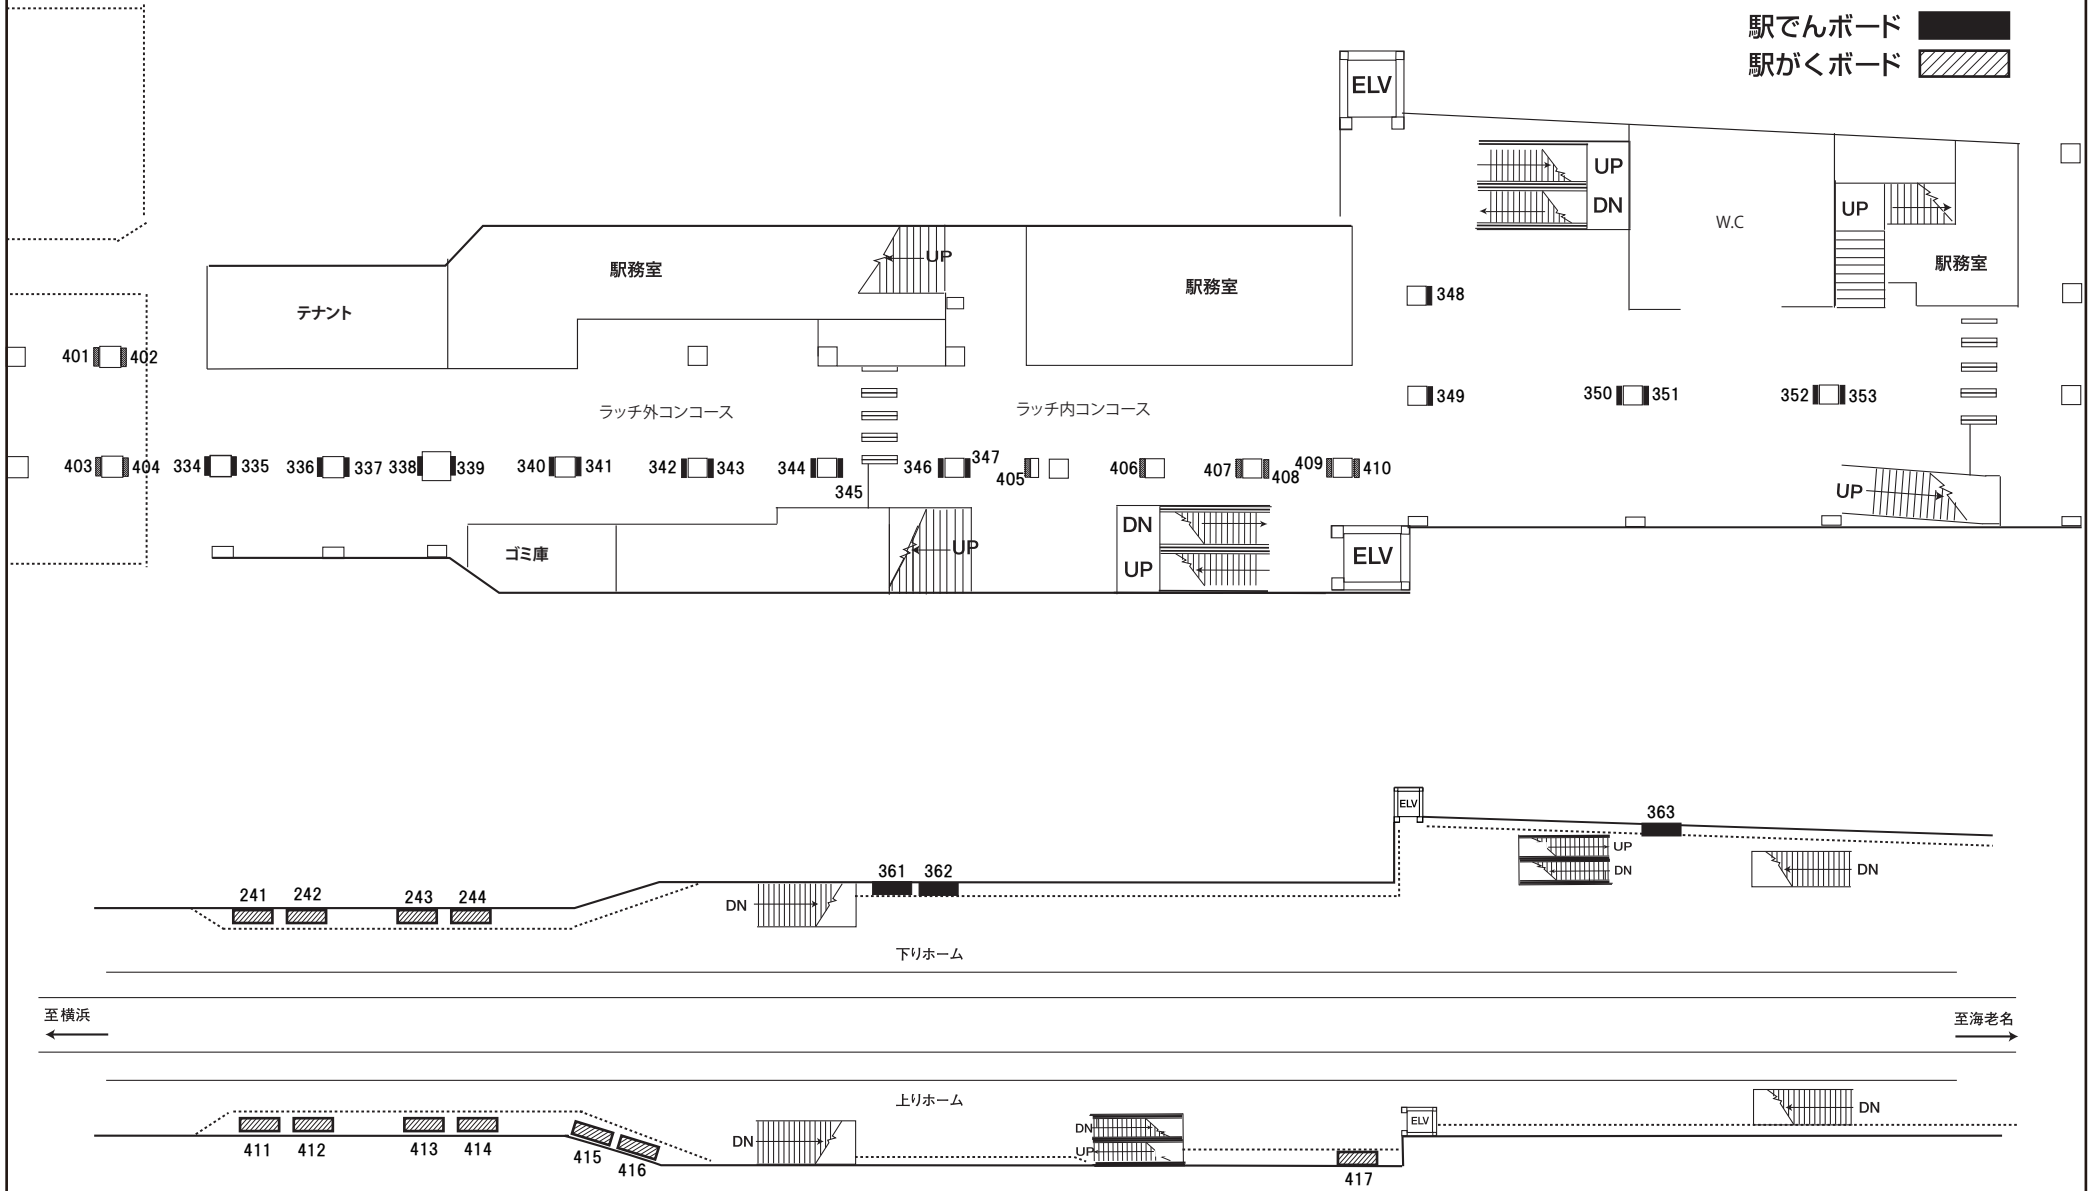 駅でんボード
駅がくボード
ELV
UP
DN
W.C
UP
駅務室
駅務室
UP
駅務室
テナント
348
401 402
349
350 351
352 353
ラッチ外コンコース
ラッチ内コンコース
403 404
334 335
336 337
338 339
340 341
342 343
344
345
346 347
405
406
407 408
409 410
UP
DN
UP
ELV
ゴミ庫
UP
ELV
363
UP
DN
DN
361 362
241 242
243 244
DN
下りホーム
至横浜
至海老名
上りホーム
DN
ELV
411 412
413 414
415
416
DN
DN
UP
417